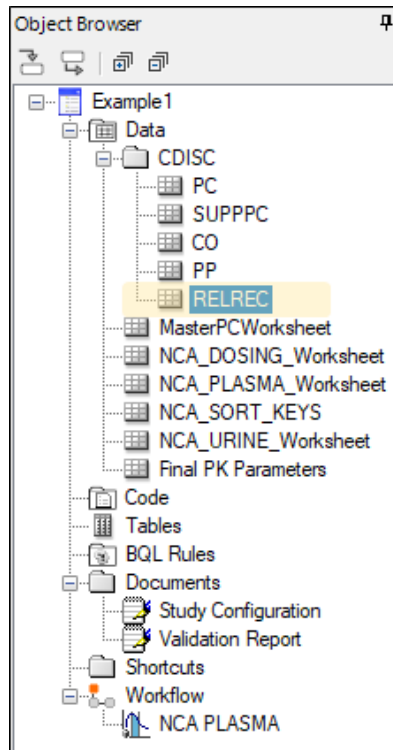 Object Browser
Example1
Data
CDISC
PC
SUPPPC
CO
PP
RELREC
MasterPCWorksheet
NCA_DOSING_Worksheet
NCA_PLASMA_Worksheet
NCA_SORT_KEYS
NCA_URINE_Worksheet
Final PK Parameters
Code
Tables
BQL Rules
Documents
Study Configuration
Validation Report
Shortcuts
Workflow
NCA PLASMA